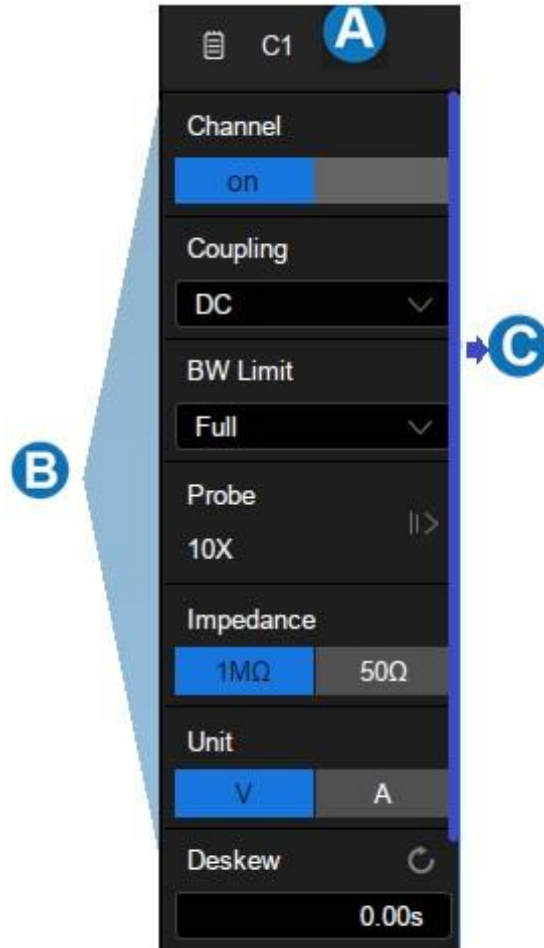 C1
A
Channel
on
Coupling
DC
C
BW Limit
Full
B
Probe
10X
Impedance
1MΩ 50Ω
Unit
V A
Deskew
0.00s